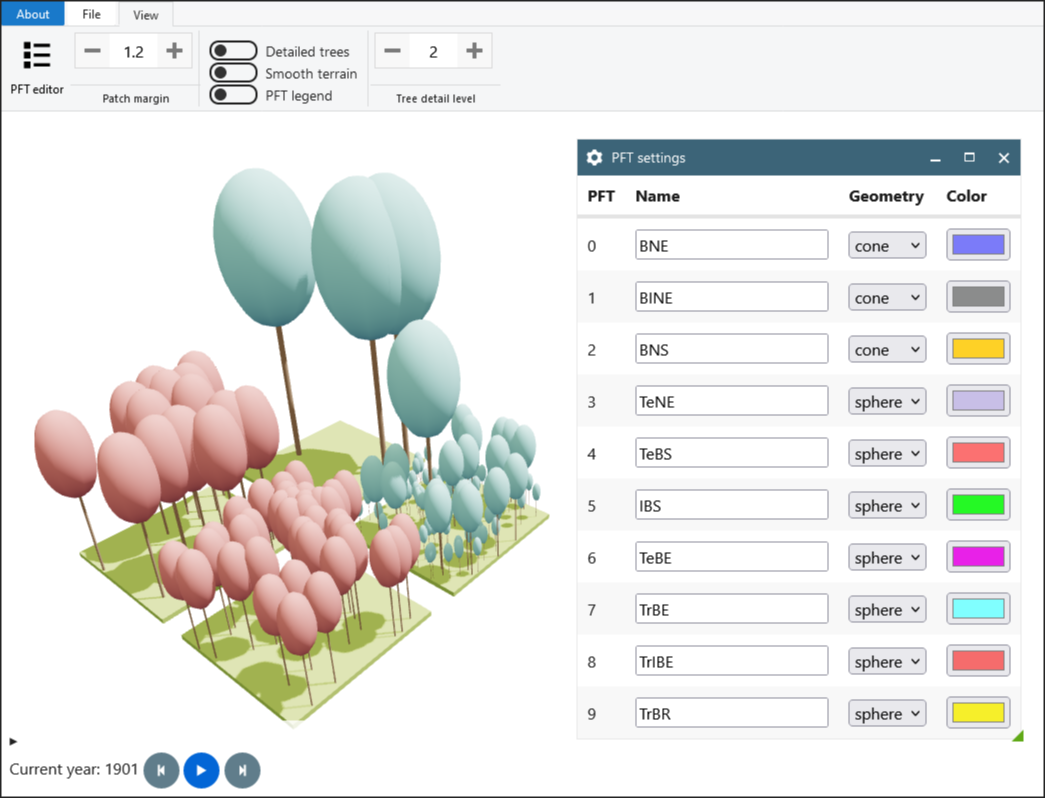 About File View
PFT editor
1.2
Patch margin
Detailed trees
Smooth terrain
PFT legend
2
Tree detail level
PFT settings
PFT Name Geometry Color
0 BNE cone
1 BINE cone
2 BNS cone
3 TeNE sphere
4 TeBS sphere
5 IBS sphere
6 TeBE sphere
7 TrBE sphere
8 TrIBE sphere
9 TrBR sphere
Current year: 1901